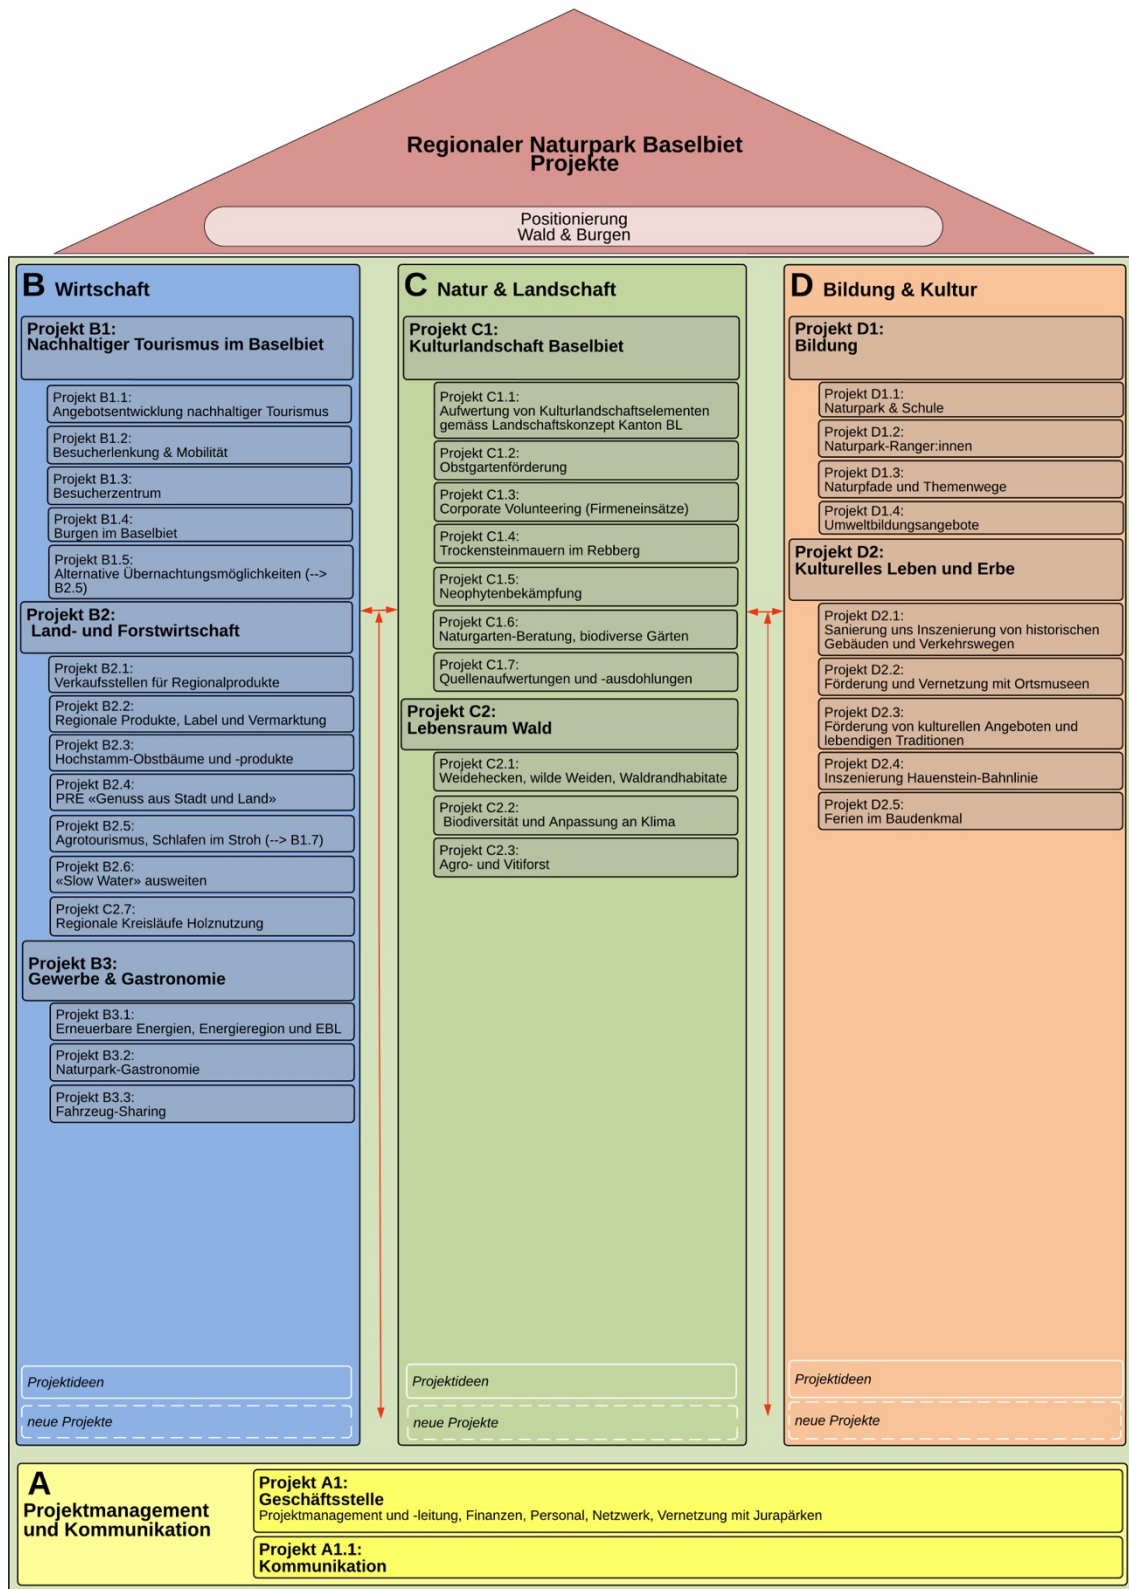 Regionaler Naturpark Baselbiet
Projekte
Positionierung
Wald & Burgen
B Wirtschaft
Projekt B1:
Nachhaltiger Tourismus im Baselbiet
Projekt B1.1:
Angebotsentwicklung nachhaltiger Tourismus
Projekt B1.2:
Besucherlenkung & Mobilität
Projekt B1.3:
Besucherzentrum
Projekt B1.4:
Burgen im Baselbiet
Projekt B1.5:
Alternative Übernachtungsmöglichkeiten (-->
B2.5)
Projekt B2:
Land- und Forstwirtschaft
Projekt B2.1:
Verkaufsstellen für Regionalprodukte
Projekt B2.2:
Regionale Produkte, Label und Vermarktung
Projekt B2.3:
Hochstamm-Obstbäume und -produkte
Projekt B2.4:
PRE «Genuss aus Stadt und Land»
Projekt B2.5:
Agrotourismus, Schlafen im Stroh (--> B1.7)
Projekt B2.6:
«Slow Water» ausweiten
Projekt C2.7:
Regionale Kreisläufe Holznutzung
Projekt B3:
Gewerbe & Gastronomie
Projekt B3.1:
Erneuerbare Energien, Energieregion und EBL
Projekt B3.2:
Naturpark-Gastronomie
Projekt B3.3:
Fahrzeug-Sharing
Projektideen
neue Projekte
C Natur & Landschaft
Projekt C1:
Kulturlandschaft Baselbiet
Projekt C1.1:
Aufwertung von Kulturlandschaftselementen
gemäss Landschaftskonzept Kanton BL
Projekt C1.2:
Obstgartenförderung
Projekt C1.3:
Corporate Volunteering (Firmeneinsätze)
Projekt C1.4:
Trockensteinmauern im Rebberg
Projekt C1.5:
Neophytenbekämpfung
Projekt C1.6:
Naturgarten-Beratung, biodiverse Gärten
Projekt C1.7:
Quellenaufwertungen und -ausdohlungen
Projekt C2:
Lebensraum Wald
Projekt C2.1:
Weidehecken, wilde Weiden, Waldrandhabitate
Projekt C2.2:
Biodiversität und Anpassung an Klima
Projekt C2.3:
Agro- und Vitiforst
Projektideen
neue Projekte
D Bildung & Kultur
Projekt D1:
Bildung
Projekt D1.1:
Naturpark & Schule
Projekt D1.2:
Naturpark-Ranger:innen
Projekt D1.3:
Naturpfade und Themenwege
Projekt D1.4:
Umweltbildungsangebote
Projekt D2:
Kulturelles Leben und Erbe
Projekt D2.1:
Sanierung uns Inszenierung von historischen
Gebäuden und Verkehrswegen
Projekt D2.2:
Förderung und Vernetzung mit Ortsmuseen
Projekt D2.3:
Förderung von kulturellen Angeboten und
lebendigen Traditionen
Projekt D2.4:
Inszenierung Hauenstein-Bahnlinie
Projekt D2.5:
Ferien im Baudenkmal
Projektideen
neue Projekte
A
Projektmanagement
und Kommunikation
Projekt A1:
Geschäftsstelle
Projektmanagement und -leitung, Finanzen, Personal, Netzwerk, Vernetzung mit Jurapärken
Projekt A1.1:
Kommunikation